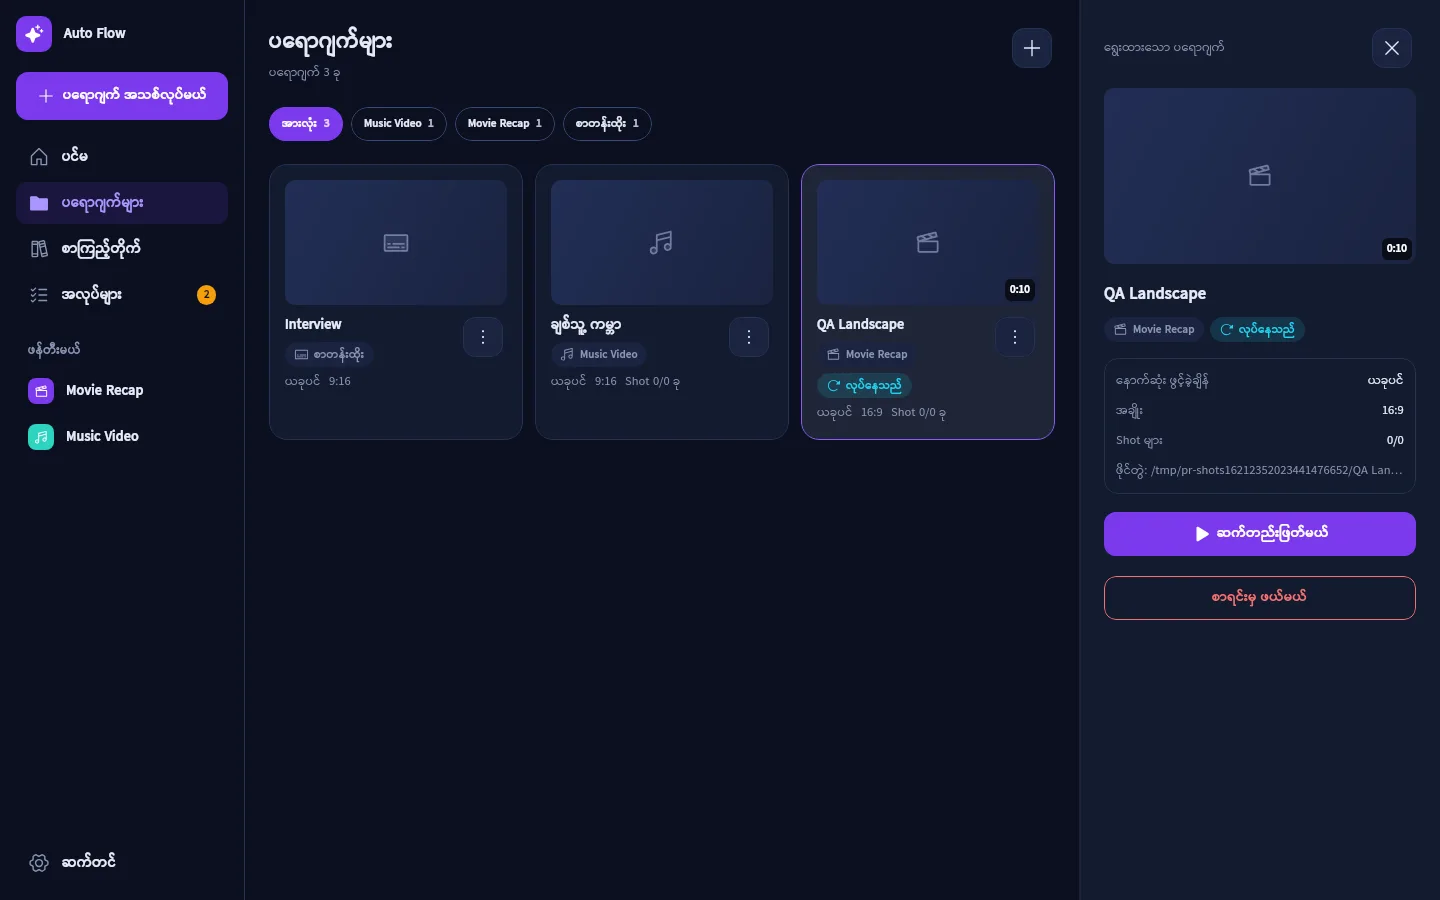 Auto Flow
ပရောဂျက် အသစ်လုပ်မယ်
ပင်မ
ပရောဂျက်များ
စာကြည့်တိုက်
အလုပ်များ 2
ဖန်တီးမယ်
Movie Recap
Music Video
ဆက်တင်
ပရောဂျက်များ
ပရောဂျက် 3 ခု
အားလုံး 3
Music Video 1
Movie Recap 1
စာတန်းထိုး 1
Interview
စာတန်းထိုး
ယခုပင် 9:16
ချစ်သူ့ ကမ္ဘာ
Music Video
ယခုပင် 9:16 Shot 0/0 ခု
0:10
QA Landscape
Movie Recap
လုပ်နေသည်
ယခုပင် 16:9 Shot 0/0 ခု
ရွေးထားသော ပရောဂျက်
0:10
QA Landscape
Movie Recap
လုပ်နေသည်
နောက်ဆုံး ဖွင့်ခဲ့ချိန် ယခုပင်
အချိုး 16:9
Shot များ 0/0
ဖိုင်တွဲ: /tmp/pr-shots16212352023441476652/QA Lan…
ဆက်တည်းဖြတ်မယ်
စာရင်းမှ ဖယ်မယ်